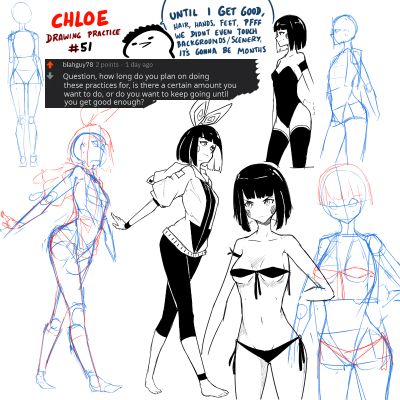 CHLOE
DRAWING PRACTICE
#51
UNTIL I GET GOOD,
HAIR, HANDS, FEET, PFFF
WE DIDNT EVEN TOUCH
BACKGROUNDS/SCENERY,
IT'S GONNA BE MONTHS
blahguy78 2 points · 1 day ago
Question, how long do you plan on doing
these practices for, is there a certain amount you
want to do, or do you want to keep going until
you get good enough?